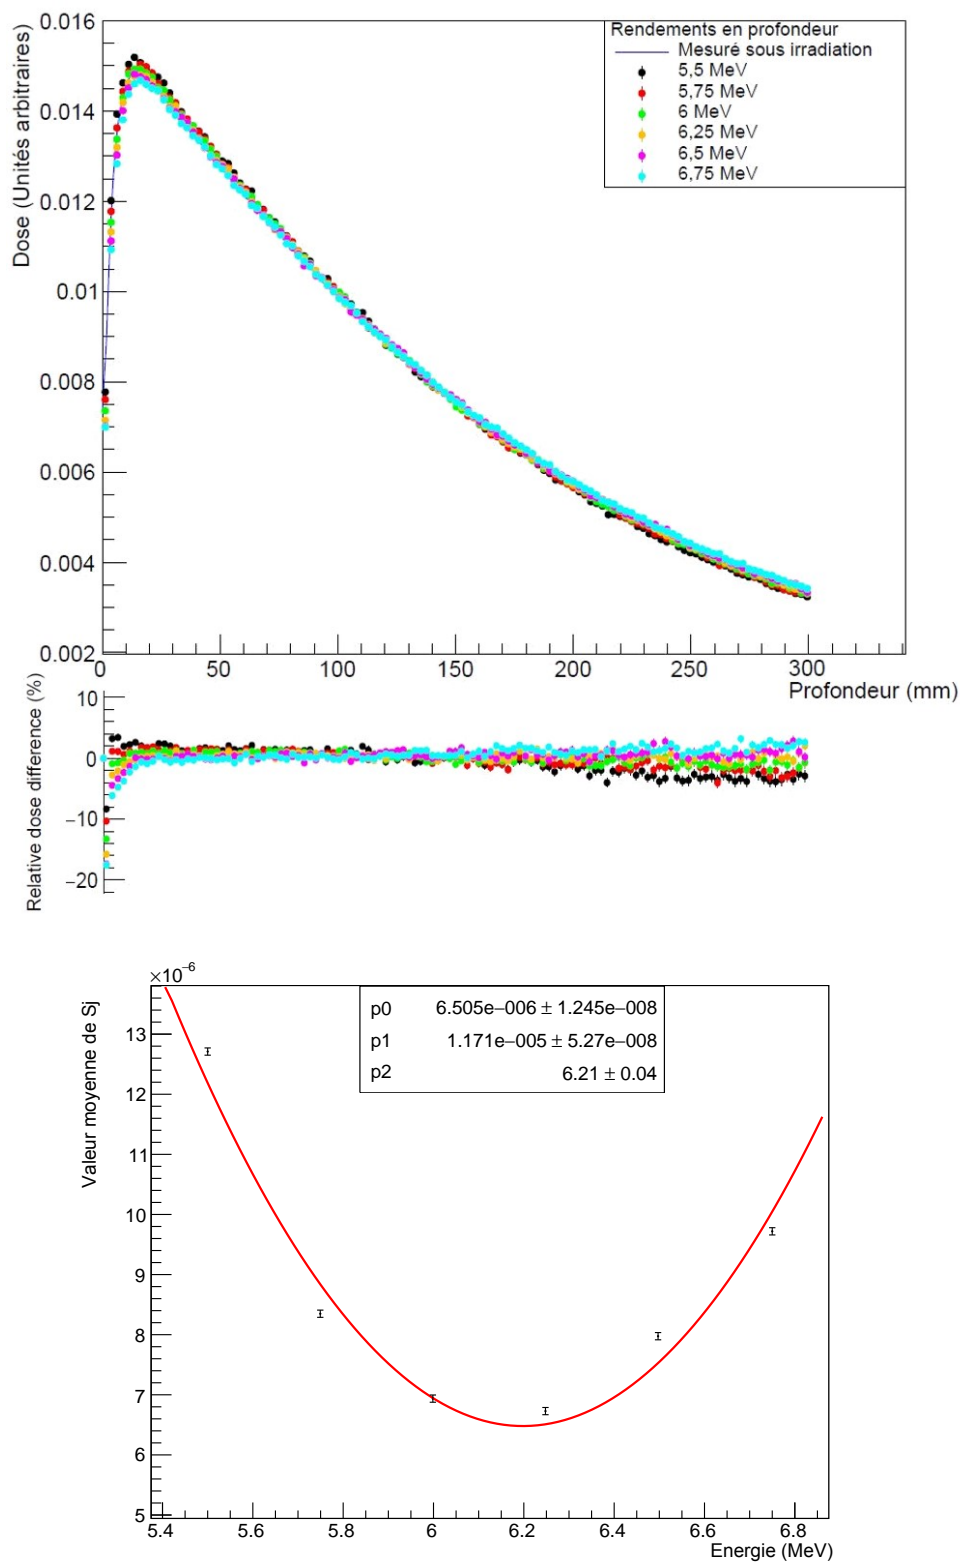 Dose (Unités arbitraires)
0.016
0.014
0.012
0.01
0.008
0.006
0.004
0.002
Rendements en profondeur
Mesuré sous irradiation
5,5 MeV
5,75 MeV
6 MeV
6,25 MeV
6,5 MeV
6,75 MeV
0 50 100 150 200 250 300
Profondeur (mm)
Relative dose difference (%)
10
0
−10
−20
×10⁻⁶
Valeur moyenne de Sj
13
12
11
10
9
8
7
6
5
p0 6.505e−006 ± 1.245e−008
p1 1.171e−005 ± 5.27e−008
p2 6.21 ± 0.04
5.4 5.6 5.8 6 6.2 6.4 6.6 6.8
Energie (MeV)